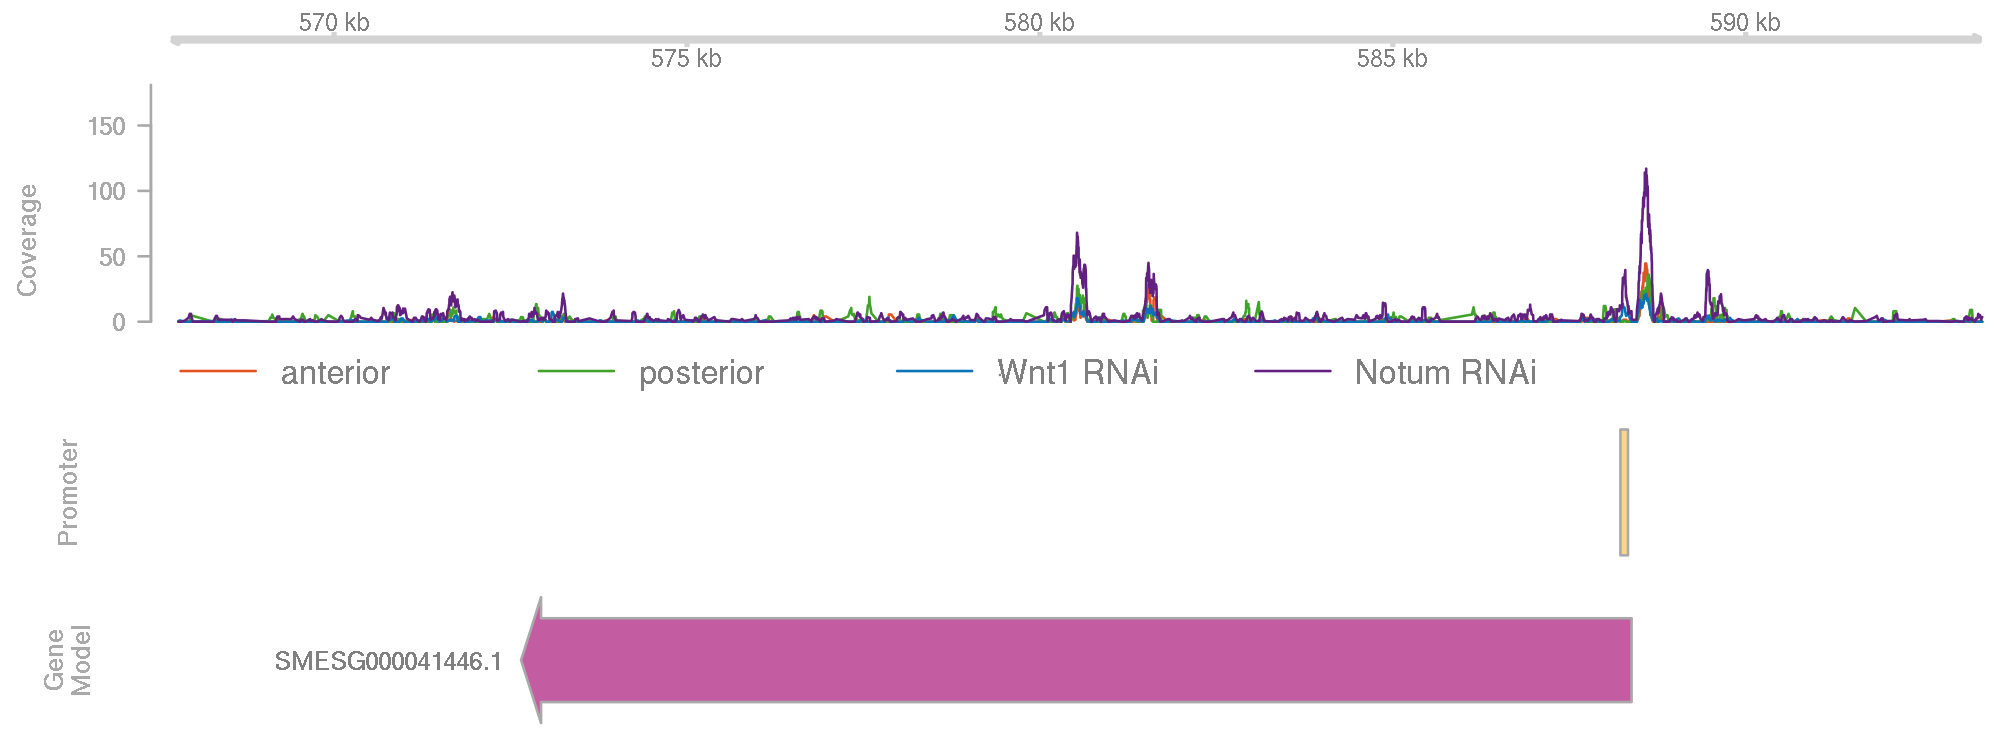 570 kb
580 kb
590 kb
575 kb
585 kb
Coverage
150
100
50
0
anterior
posterior
Wnt1 RNAi
Notum RNAi
Promoter
Gene
Model
SMESG000041446.1